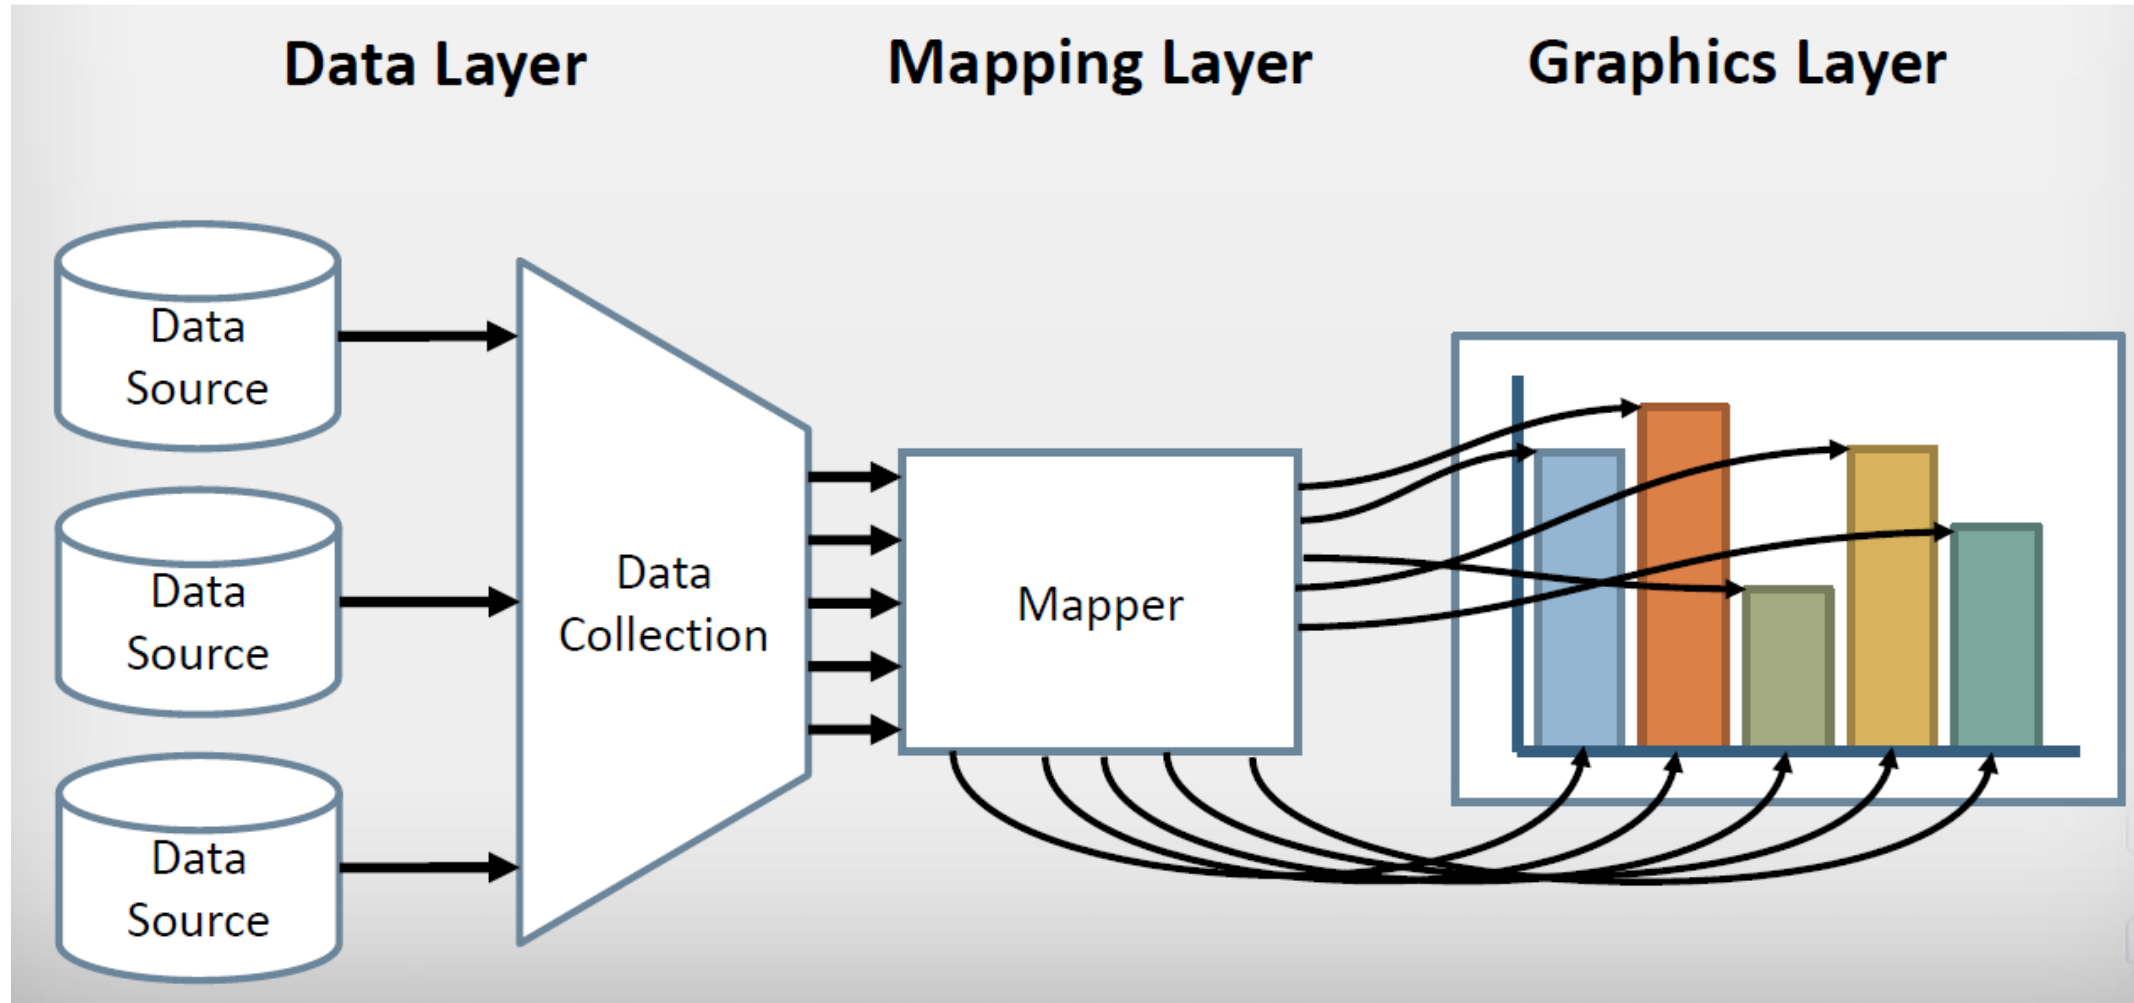 Data Layer
Mapping Layer
Graphics Layer
Data
Source
Data
Source
Data
Source
Data
Collection
Mapper